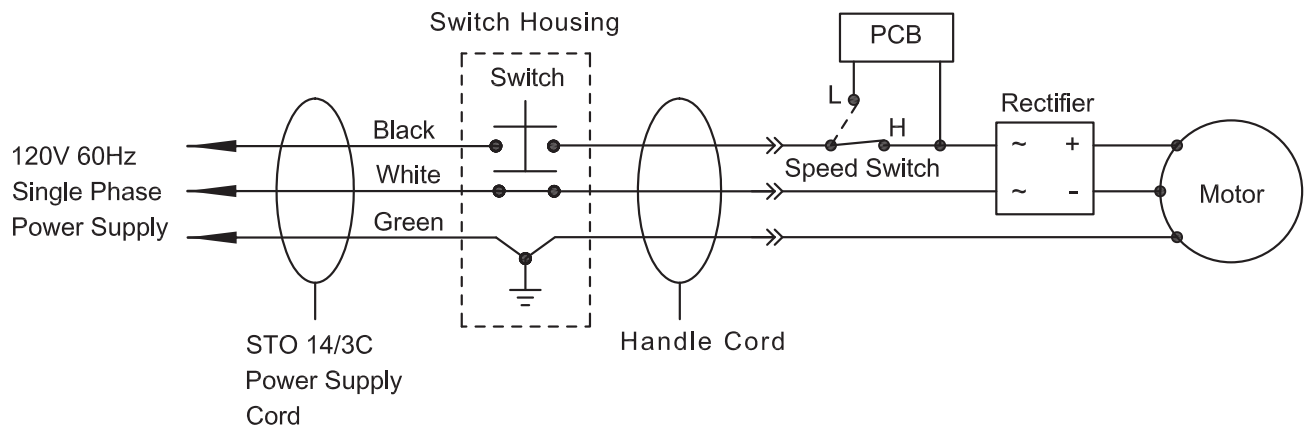 Switch Housing
PCB
Switch
L
Rectifier
Black
H
~ +
120V 60Hz
Single Phase
Power Supply
White
Speed Switch
~ -
Motor
Green
Handle Cord
STO 14/3C
Power Supply
Cord